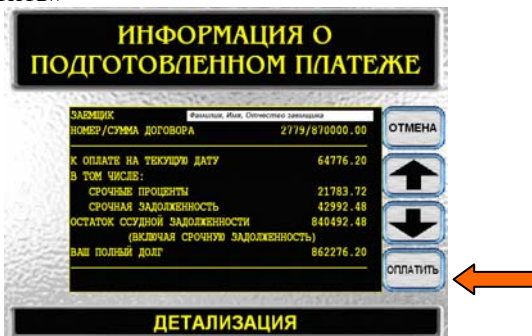 ИНФОРМАЦИЯ О
ПОДГОТОВЛЕННОМ ПЛАТЕЖЕ
ЗАЕМЩИК Фамилия, Имя, Отчество заемщика
НОМЕР/СУММА ДОГОВОРА 2779/870000.00
ОТМЕНА
К ОПЛАТЕ НА ТЕКУЩУЮ ДАТУ 64776.20
В ТОМ ЧИСЛЕ:
СРОЧНЫЕ ПРОЦЕНТЫ 21783.72
СРОЧНАЯ ЗАДОЛЖЕННОСТЬ 42992.48
ОСТАТОК ССУДНОЙ ЗАДОЛЖЕННОСТИ 840492.48
(ВКЛЮЧАЯ СРОЧНУЮ ЗАДОЛЖЕННОСТЬ)
ВАШ ПОЛНЫЙ ДОЛГ 862276.20
ОПЛАТИТЬ
ДЕТАЛИЗАЦИЯ